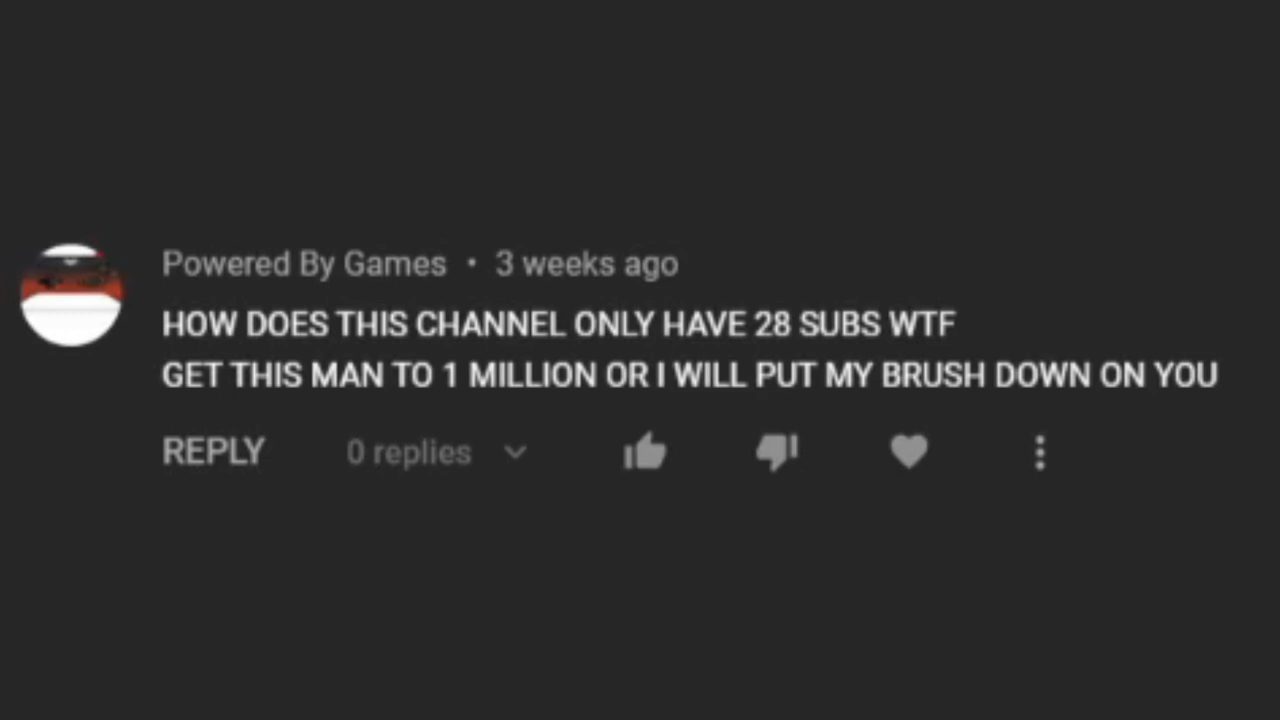 Powered By Games • 3 weeks ago
HOW DOES THIS CHANNEL ONLY HAVE 28 SUBS WTF
GET THIS MAN TO 1 MILLION OR I WILL PUT MY BRUSH DOWN ON YOU
REPLY 0 replies